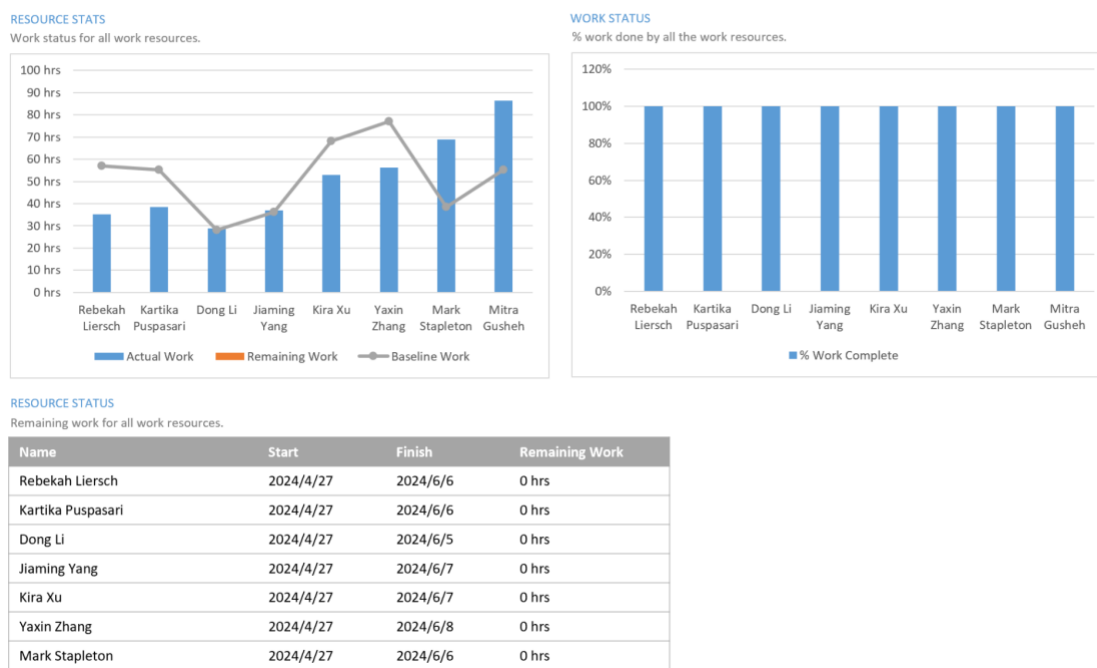 RESOURCE STATS
Work status for all work resources.
100 hrs
90 hrs
80 hrs
70 hrs
60 hrs
50 hrs
40 hrs
30 hrs
20 hrs
10 hrs
0 hrs
Rebekah Kartika Dong Li Jiaming Kira Xu Yaxin Mark Mitra
Liersch Puspasari Yang Zhang Stapleton Gusheh
Actual Work Remaining Work Baseline Work
WORK STATUS
% work done by all the work resources.
120%
100%
80%
60%
40%
20%
0%
Rebekah Kartika Dong Li Jiaming Kira Xu Yaxin Mark Mitra
Liersch Puspasari Yang Zhang Stapleton Gusheh
% Work Complete
RESOURCE STATUS
Remaining work for all work resources.
Name Start Finish Remaining Work
Rebekah Liersch 2024/4/27 2024/6/6 0 hrs
Kartika Puspasari 2024/4/27 2024/6/6 0 hrs
Dong Li 2024/4/27 2024/6/5 0 hrs
Jiaming Yang 2024/4/27 2024/6/7 0 hrs
Kira Xu 2024/4/27 2024/6/7 0 hrs
Yaxin Zhang 2024/4/27 2024/6/8 0 hrs
Mark Stapleton 2024/4/27 2024/6/6 0 hrs